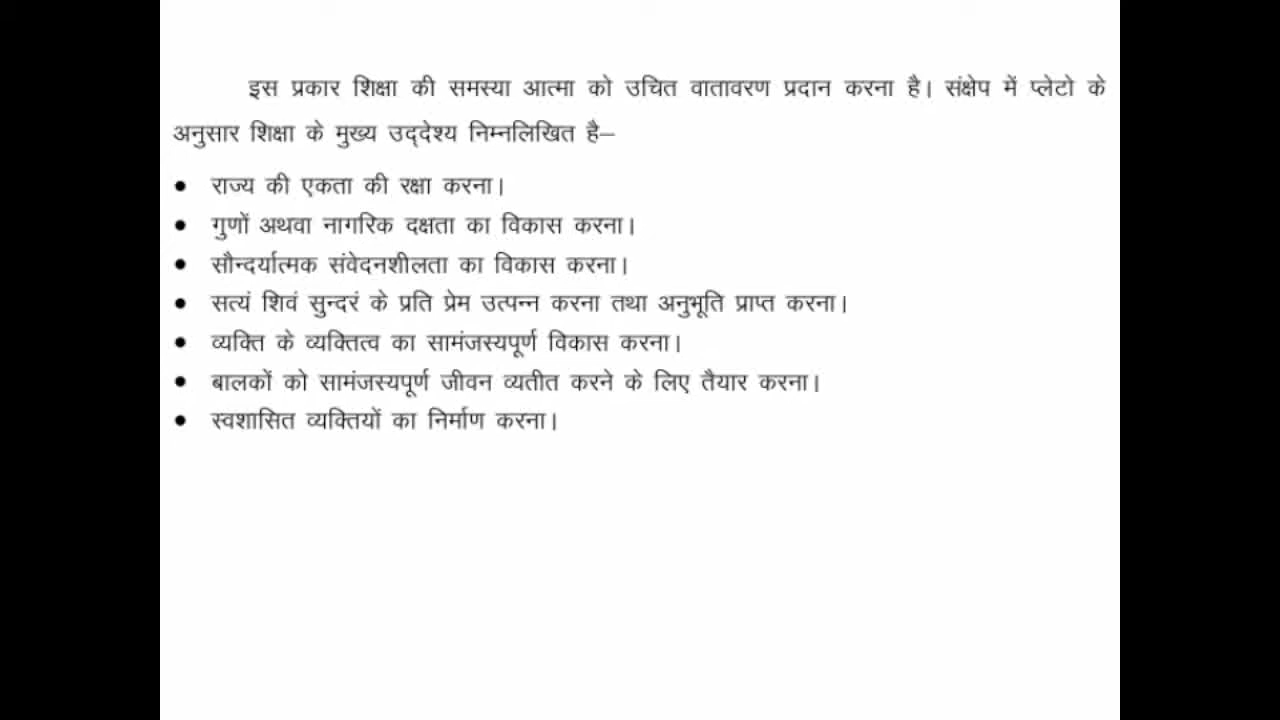 इस प्रकार शिक्षा की समस्या आत्मा को उचित वातावरण प्रदान करना है। संक्षेप में प्लेटो के
अनुसार शिक्षा के मुख्य उद्‌देश्य निम्नलिखित है–
• राज्य की एकता की रक्षा करना।
• गुणों अथवा नागरिक दक्षता का विकास करना।
• सौन्दर्यात्मक संवेदनशीलता का विकास करना।
• सत्यं शिवं सुन्दरं के प्रति प्रेम उत्पन्न करना तथा अनुभूति प्राप्त करना।
• व्यक्ति के व्यक्तित्व का सामंजस्यपूर्ण विकास करना।
• बालकों को सामंजस्यपूर्ण जीवन व्यतीत करने के लिए तैयार करना।
• स्वशासित व्यक्तियों का निर्माण करना।